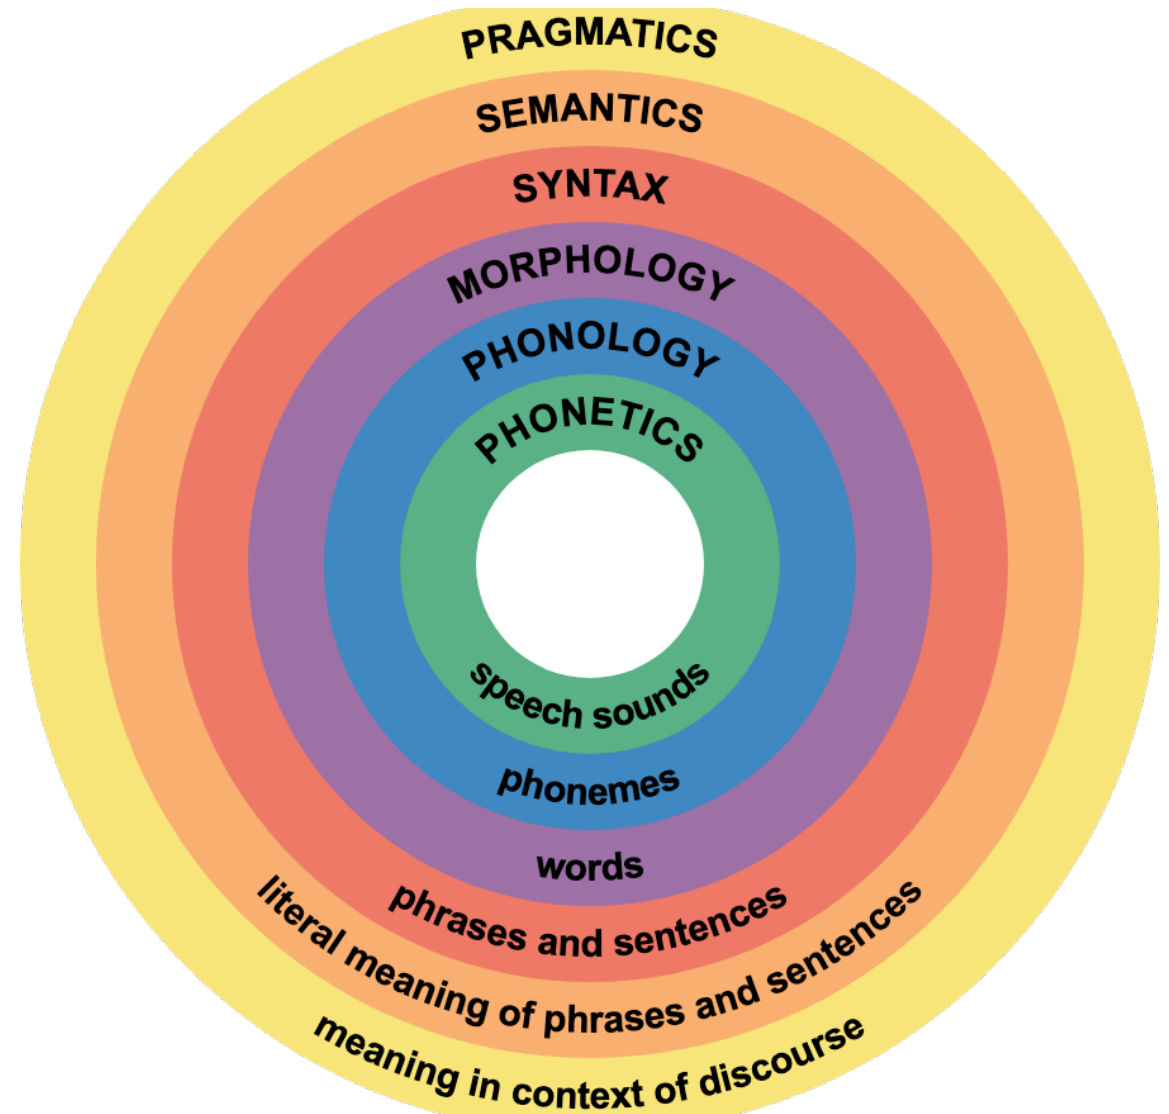 PRAGMATICS
SEMANTICS
SYNTAX
MORPHOLOGY
PHONOLOGY
PHONETICS
speech sounds
phonemes
words
phrases and sentences
literal meaning of phrases and sentences
meaning in context of discourse